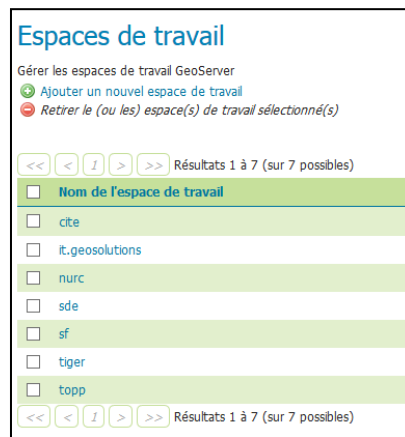 Espaces de travail
Gérer les espaces de travail GeoServer
Ajouter un nouvel espace de travail
Retirer le (ou les) espace(s) de travail sélectionné(s)
<< < 1 > >> Résultats 1 à 7 (sur 7 possibles)
Nom de l'espace de travail
cite
it.geosolutions
nurc
sde
sf
tiger
topp
<< < 1 > >> Résultats 1 à 7 (sur 7 possibles)